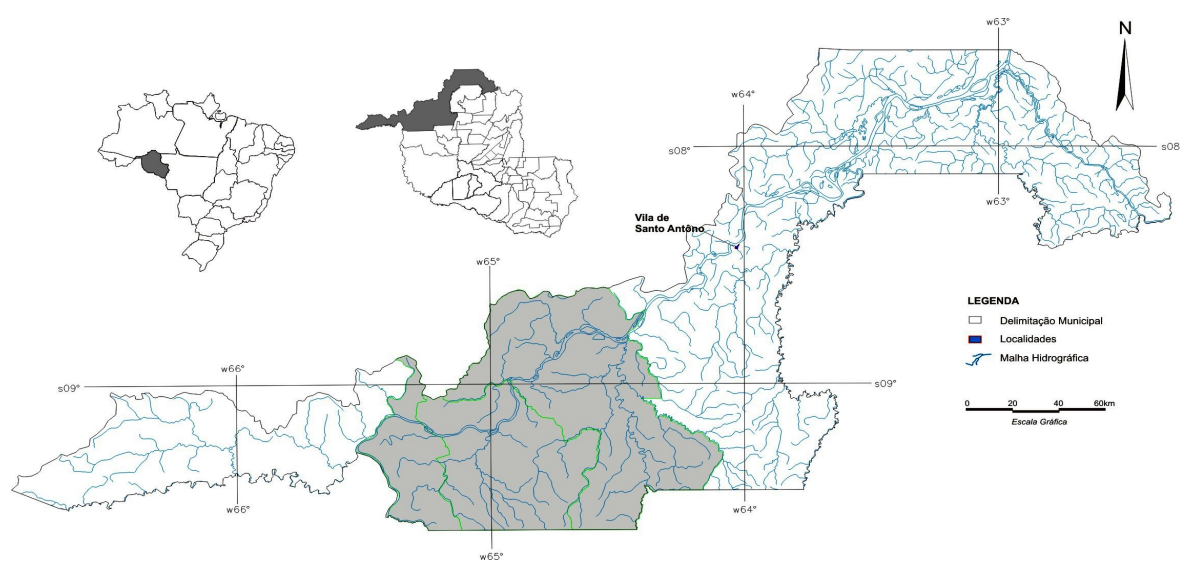 w63°
N
w64°
s08°
s08
w63°
Vila de
Santo Antôno
w65°
LEGENDA
Delimitação Municipal
Localidades
Malha Hidrográfica
w66°
s09°
s09°
0 20 40 60km
Escala Gráfica
w66°
w64°
w65°